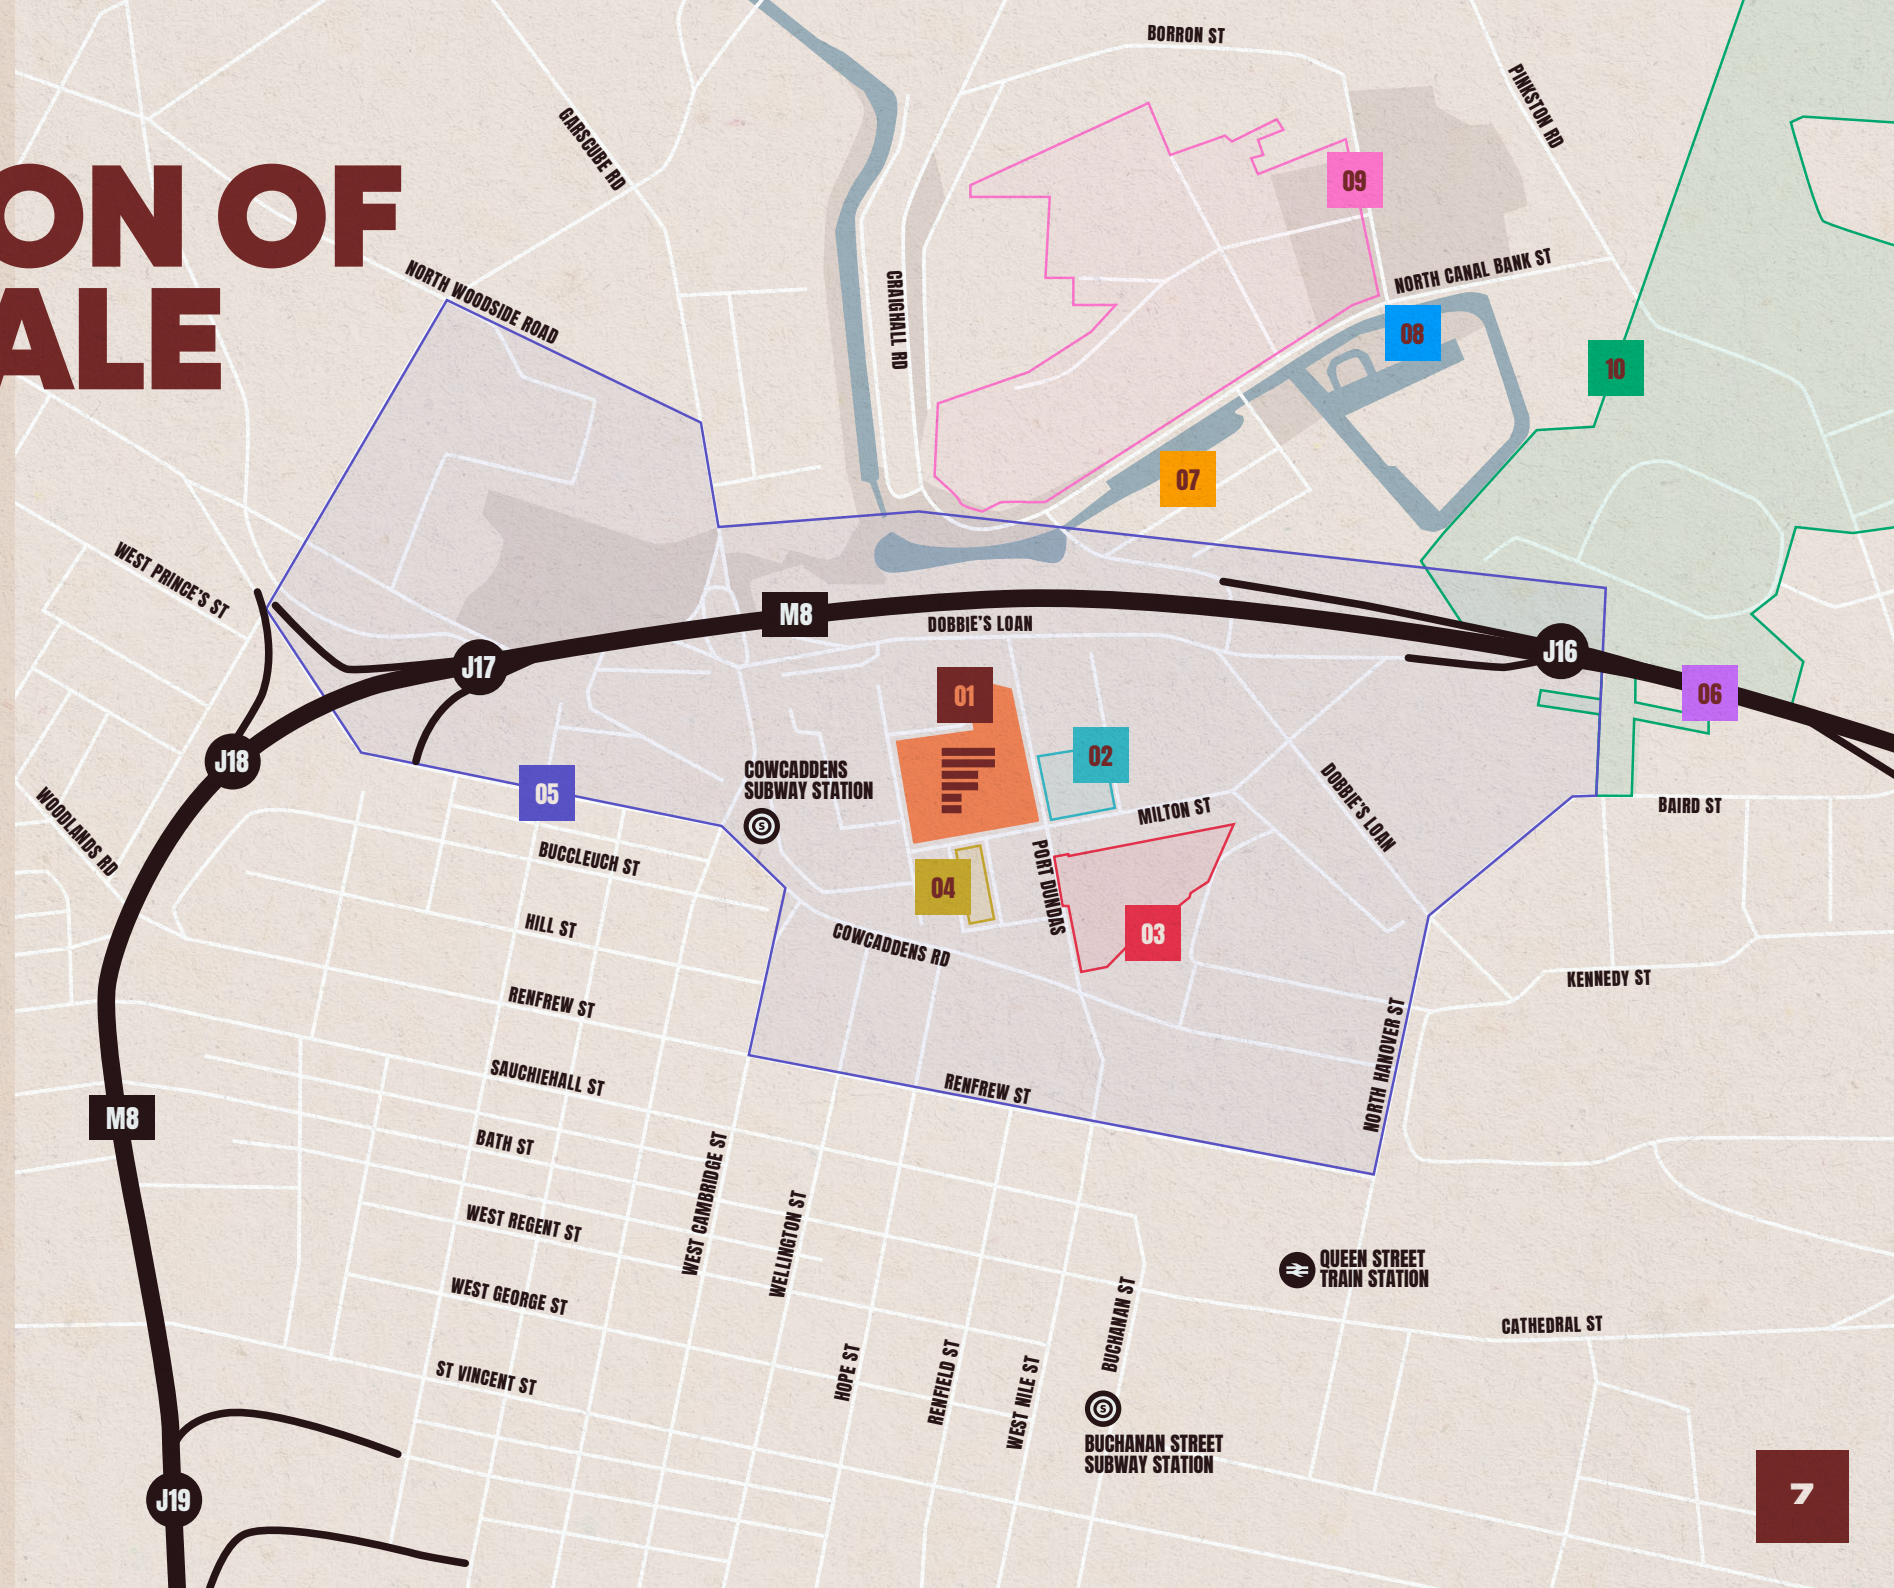 ON OF
ALE
BORRON ST
PINKSTON RD
GARSCUBE RD
09
NORTH WOODSIDE ROAD
CRAIGHALL RD
NORTH CANAL BANK ST
08
10
07
WEST PRINCE'S ST
M8
DOBBIE'S LOAN
J17
J16
01
06
J18
02
05
COWCADDENS
SUBWAY STATION
S
MILTON ST
DOBBIE'S LOAN
BAIRD ST
WOODLANDS RD
BUCCLEUCH ST
04
PORT DUNDAS
03
HILL ST
COWCADDENS RD
KENNEDY ST
RENFREW ST
NORTH HANOVER ST
SAUCHIEHALL ST
RENFREW ST
M8
BATH ST
WEST CAMBRIDGE ST
WELLINGTON ST
WEST REGENT ST
QUEEN STREET
TRAIN STATION
WEST GEORGE ST
BUCHANAN ST
CATHEDRAL ST
ST VINCENT ST
HOPE ST
RENFIELD ST
WEST NILE ST
S
BUCHANAN STREET
SUBWAY STATION
J19
7